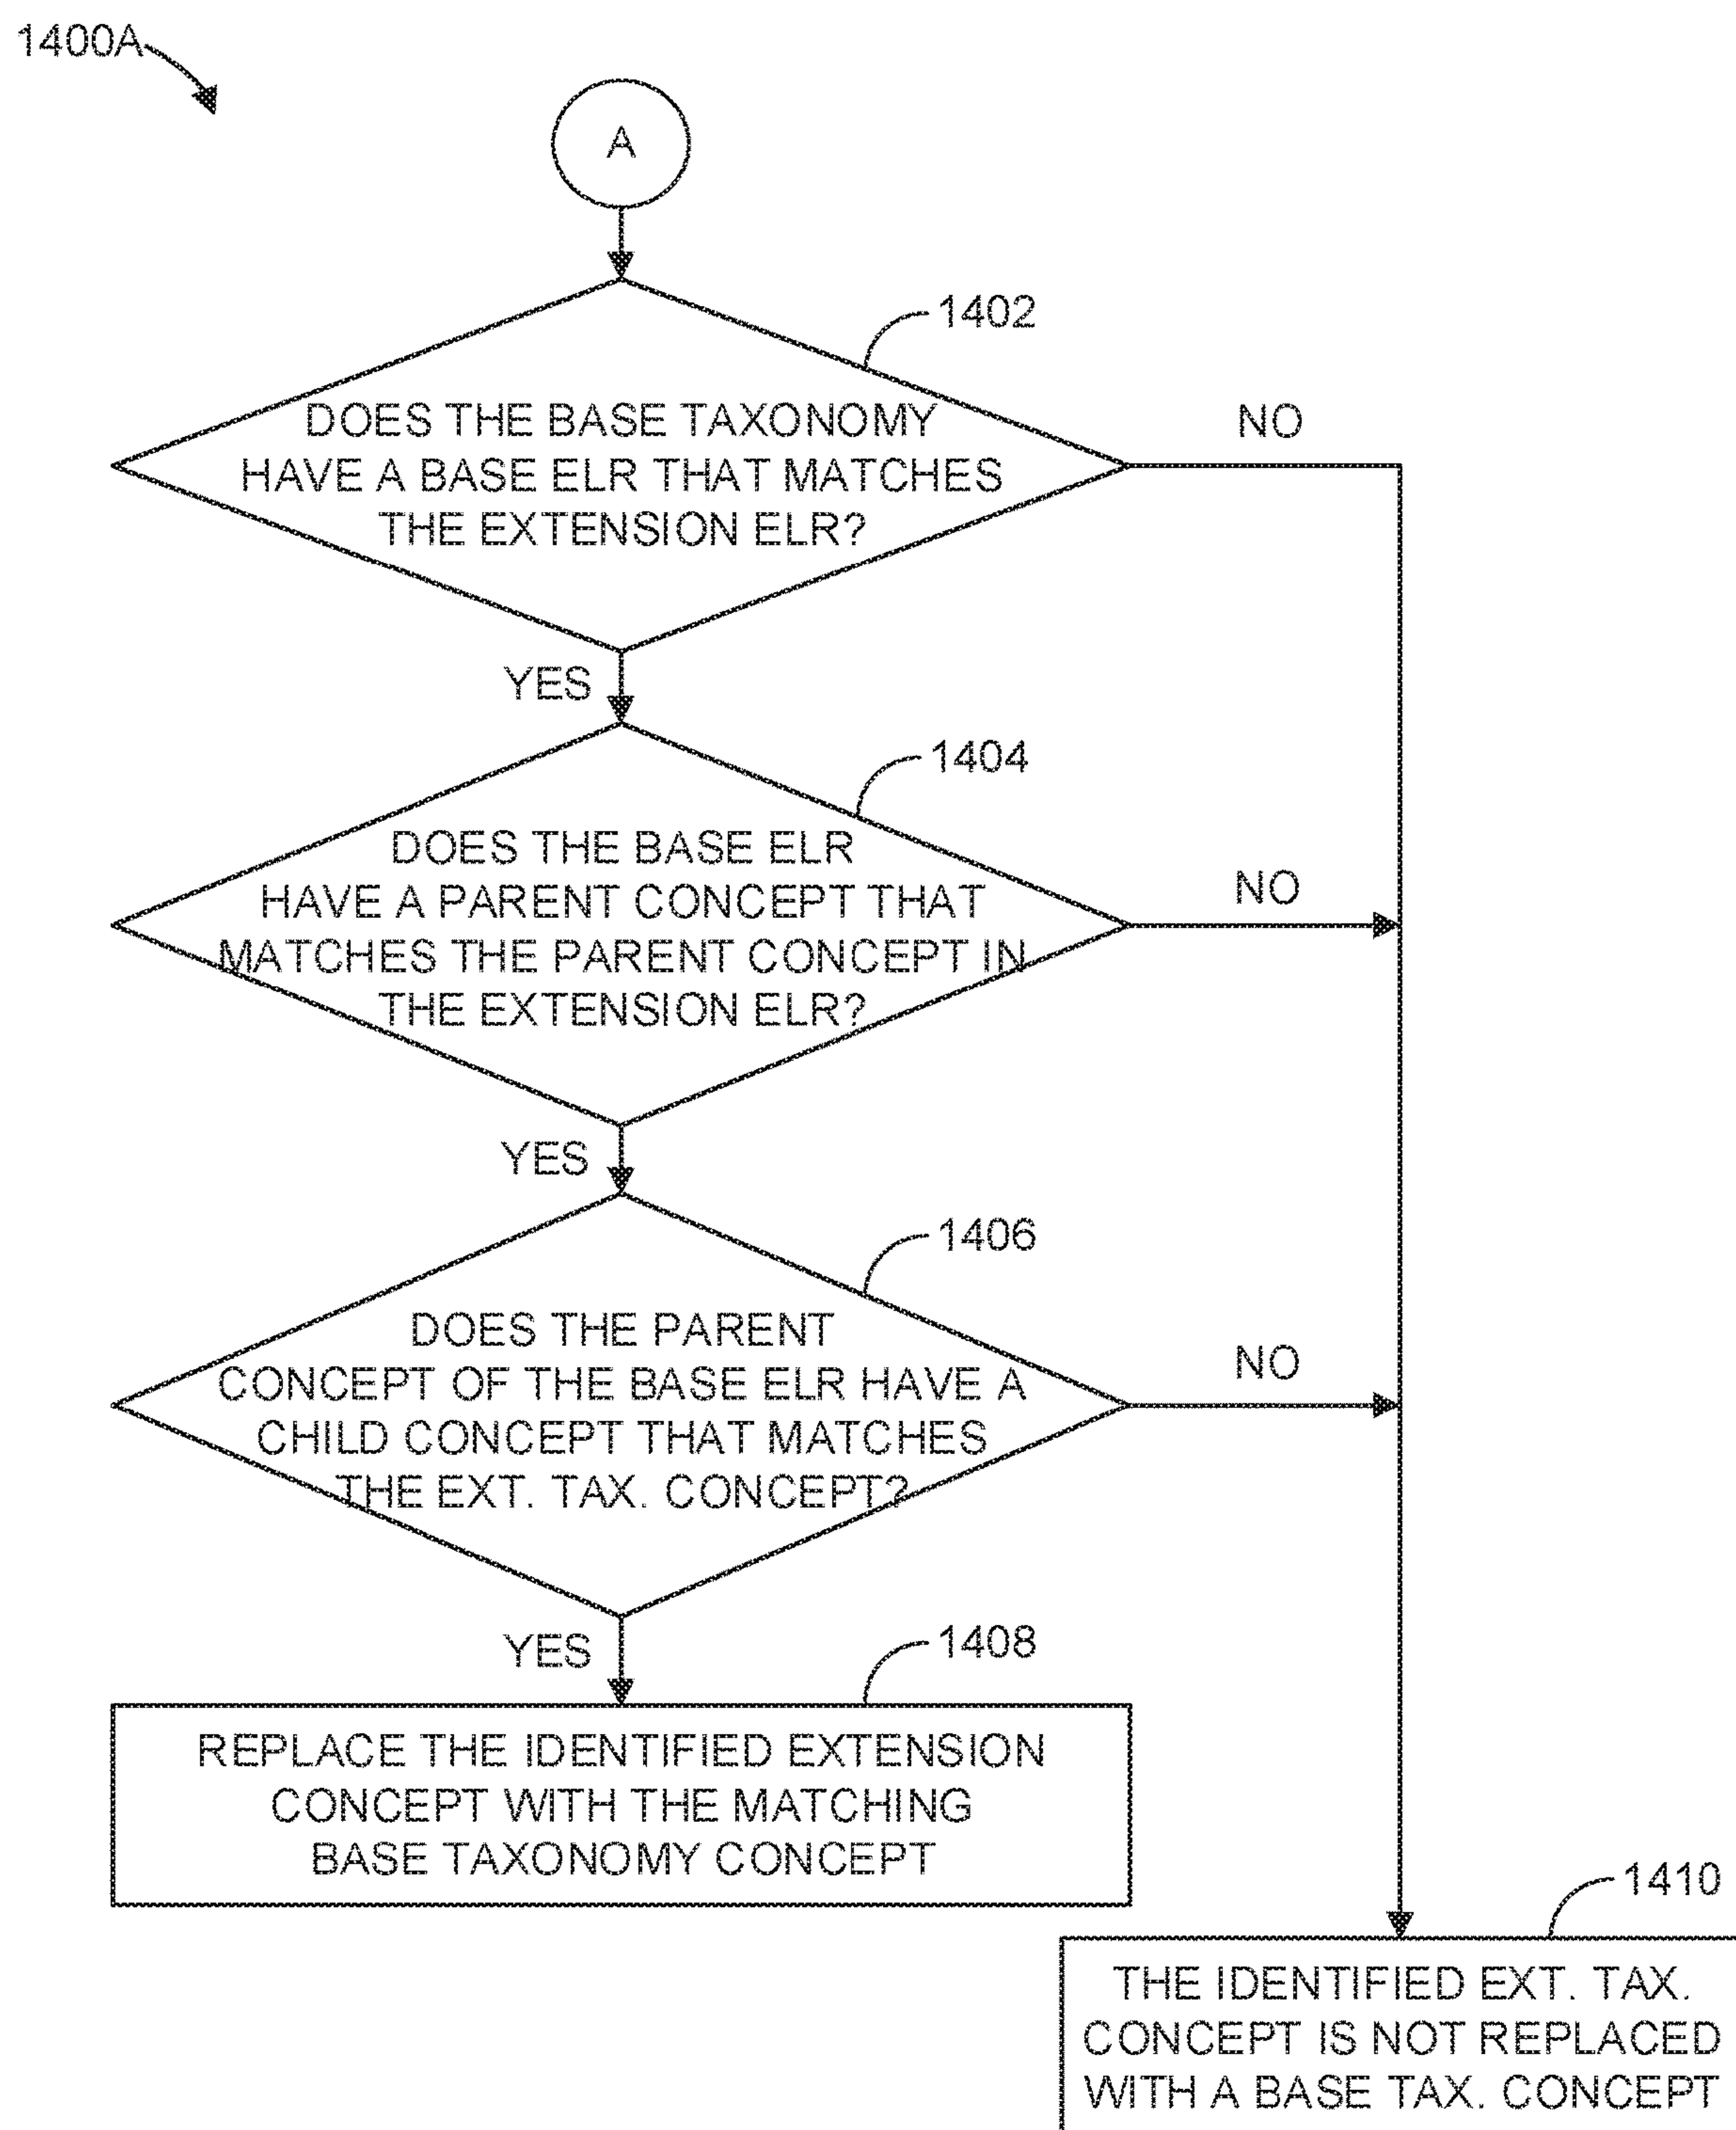 1400A
A
1402
DOES THE BASE TAXONOMY
HAVE A BASE ELR THAT MATCHES
THE EXTENSION ELR?
NO
YES
1404
DOES THE BASE ELR
HAVE A PARENT CONCEPT THAT
MATCHES THE PARENT CONCEPT IN
THE EXTENSION ELR?
NO
YES
1406
DOES THE PARENT
CONCEPT OF THE BASE ELR HAVE A
CHILD CONCEPT THAT MATCHES
THE EXT. TAX. CONCEPT?
NO
YES
1408
REPLACE THE IDENTIFIED EXTENSION
CONCEPT WITH THE MATCHING
BASE TAXONOMY CONCEPT
1410
THE IDENTIFIED EXT. TAX.
CONCEPT IS NOT REPLACED
WITH A BASE TAX. CONCEPT